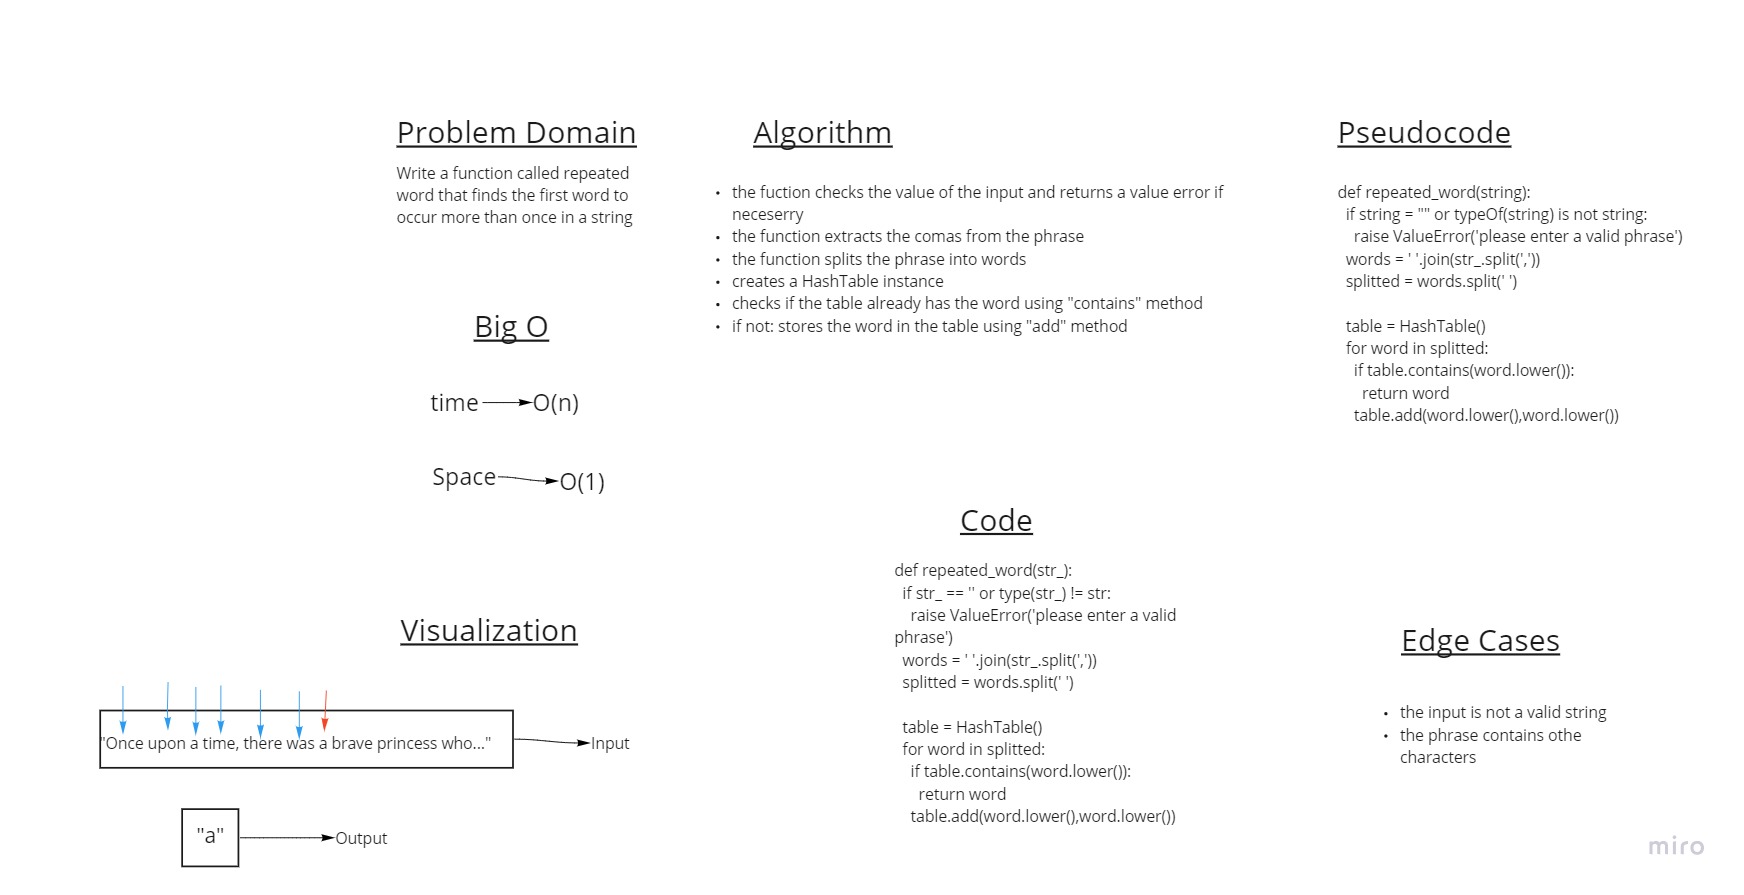 Problem Domain
Write a function called repeated
word that finds the first word to
occur more than once in a string
Big O
time
O(n)
Space
O(1)
Algorithm
• the fuction checks the value of the input and returns a value error if
neceserry
• the function extracts the comas from the phrase
• the function splits the phrase into words
• creates a HashTable instance
• checks if the table already has the word using "contains" method
• if not: stores the word in the table using "add" method
Pseudocode
def repeated_word(string):
if string = "" or typeOf(string) is not string:
raise ValueError('please enter a valid phrase')
words = ' '.join(str_.split(','))
splitted = words.split(' ')
table = HashTable()
for word in splitted:
if table.contains(word.lower()):
return word
table.add(word.lower(),word.lower())
Visualization
"Once upon a time, there was a brave princess who..."
Input
"a"
Output
Code
def repeated_word(str_):
if str_ == '' or type(str_) != str:
raise ValueError('please enter a valid
phrase')
words = ' '.join(str_.split(','))
splitted = words.split(' ')
table = HashTable()
for word in splitted:
if table.contains(word.lower()):
return word
table.add(word.lower(),word.lower())
Edge Cases
• the input is not a valid string
• the phrase contains othe
characters
miro